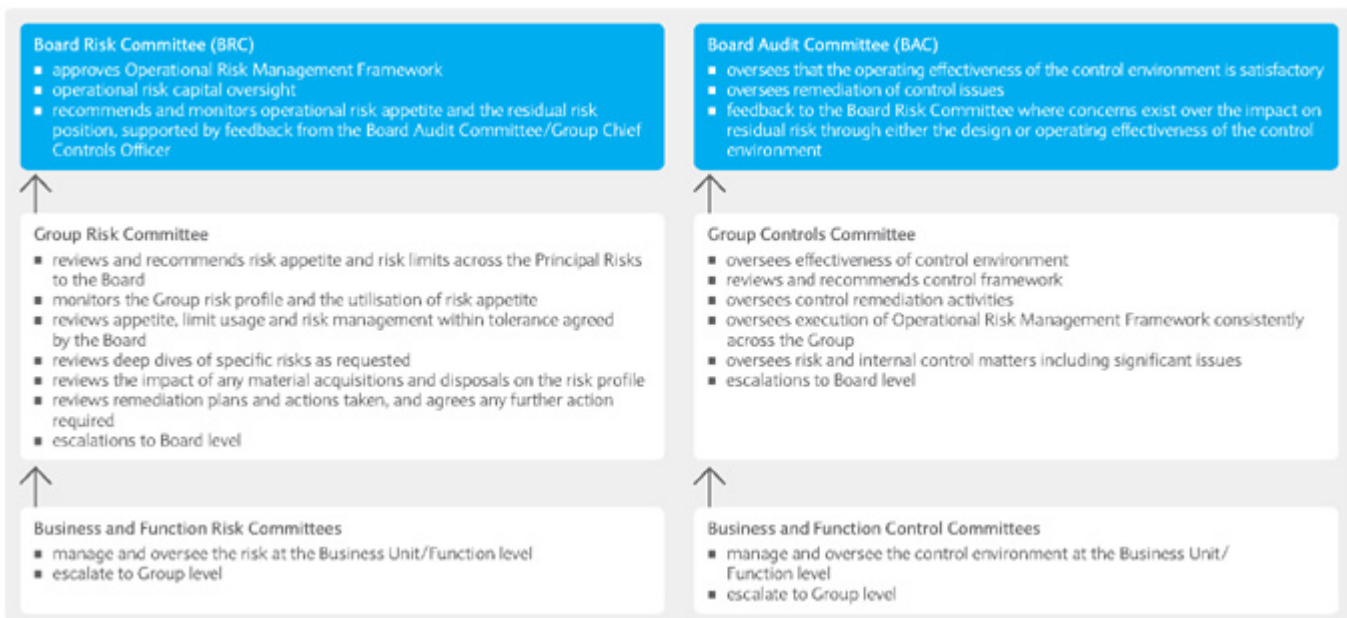 Board Risk Committee (BRC)
■ approves Operational Risk Management Framework
■ operational risk capital oversight
■ recommends and monitors operational risk appetite and the residual risk
position, supported by feedback from the Board Audit Committee/Group Chief
Controls Officer
Group Risk Committee
■ reviews and recommends risk appetite and risk limits across the Principal Risks
to the Board
■ monitors the Group risk profile and the utilisation of risk appetite
■ reviews appetite, limit usage and risk management within tolerance agreed
by the Board
■ reviews deep dives of specific risks as requested
■ reviews the impact of any material acquisitions and disposals on the risk profile
■ reviews remediation plans and actions taken, and agrees any further action
required
■ escalations to Board level
Business and Function Risk Committees
■ manage and oversee the risk at the Business Unit/Function level
■ escalate to Group level
Board Audit Committee (BAC)
■ oversees that the operating effectiveness of the control environment is satisfactory
■ oversees remediation of control issues
■ feedback to the Board Risk Committee where concerns exist over the impact on
residual risk through either the design or operating effectiveness of the control
environment
Group Controls Committee
■ oversees effectiveness of control environment
■ reviews and recommends control framework
■ oversees control remediation activities
■ oversees execution of Operational Risk Management Framework consistently
across the Group
■ oversees risk and internal control matters including significant issues
■ escalations to Board level
Business and Function Control Committees
■ manage and oversee the control environment at the Business Unit/
Function level
■ escalate to Group level